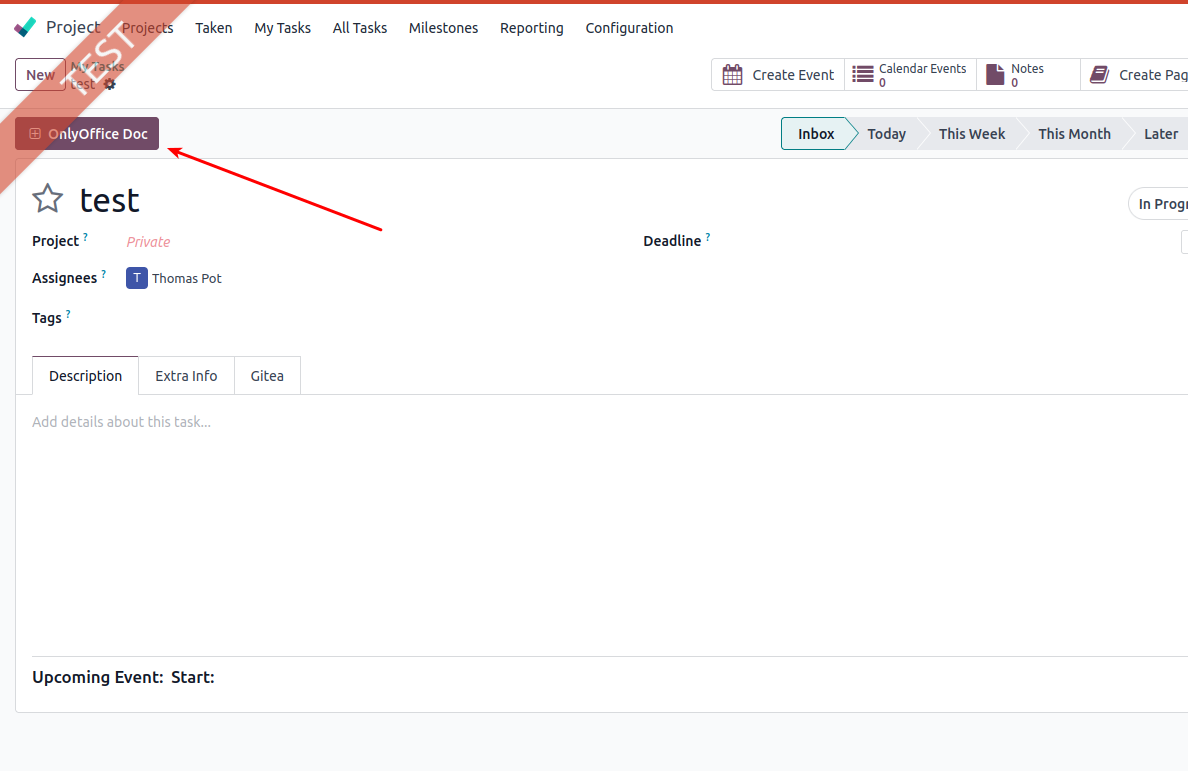 Project Projects Taken My Tasks All Tasks Milestones Reporting Configuration
TEST
New My Tasks
test
Create Event
Calendar Events
0
Notes
0
Create Pag
OnlyOffice Doc
Inbox Today This Week This Month Later
test
In Progr
Project ? Private
Deadline ?
Assignees ? T Thomas Pot
Tags ?
Description Extra Info Gitea
Add details about this task...
Upcoming Event: Start: